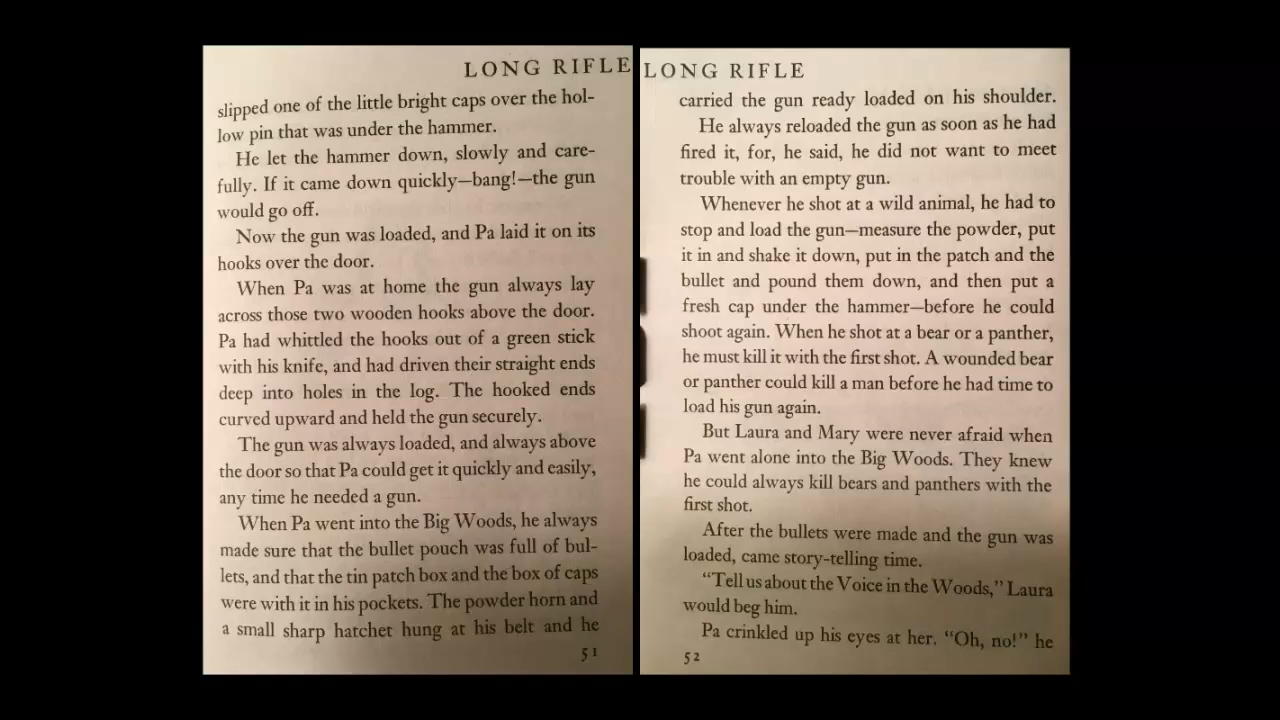 LONG RIFLE
slipped one of the little bright caps over the hol-
low pin that was under the hammer.
He let the hammer down, slowly and care-
fully. If it came down quickly—bang!—the gun
would go off.
Now the gun was loaded, and Pa laid it on its
hooks over the door.
When Pa was at home the gun always lay
across those two wooden hooks above the door.
Pa had whittled the hooks out of a green stick
with his knife, and had driven their straight ends
deep into holes in the log. The hooked ends
curved upward and held the gun securely.
The gun was always loaded, and always above
the door so that Pa could get it quickly and easily,
any time he needed a gun.
When Pa went into the Big Woods, he always
made sure that the bullet pouch was full of bul-
lets, and that the tin patch box and the box of caps
were with it in his pockets. The powder horn and
a small sharp hatchet hung at his belt and he
51
LONG RIFLE
carried the gun ready loaded on his shoulder.
He always reloaded the gun as soon as he had
fired it, for, he said, he did not want to meet
trouble with an empty gun.
Whenever he shot at a wild animal, he had to
stop and load the gun—measure the powder, put
it in and shake it down, put in the patch and the
bullet and pound them down, and then put a
fresh cap under the hammer—before he could
shoot again. When he shot at a bear or a panther,
he must kill it with the first shot. A wounded bear
or panther could kill a man before he had time to
load his gun again.
But Laura and Mary were never afraid when
Pa went alone into the Big Woods. They knew
he could always kill bears and panthers with the
first shot.
After the bullets were made and the gun was
loaded, came story-telling time.
“Tell us about the Voice in the Woods,” Laura
would beg him.
Pa crinkled up his eyes at her. “Oh, no!” he
52